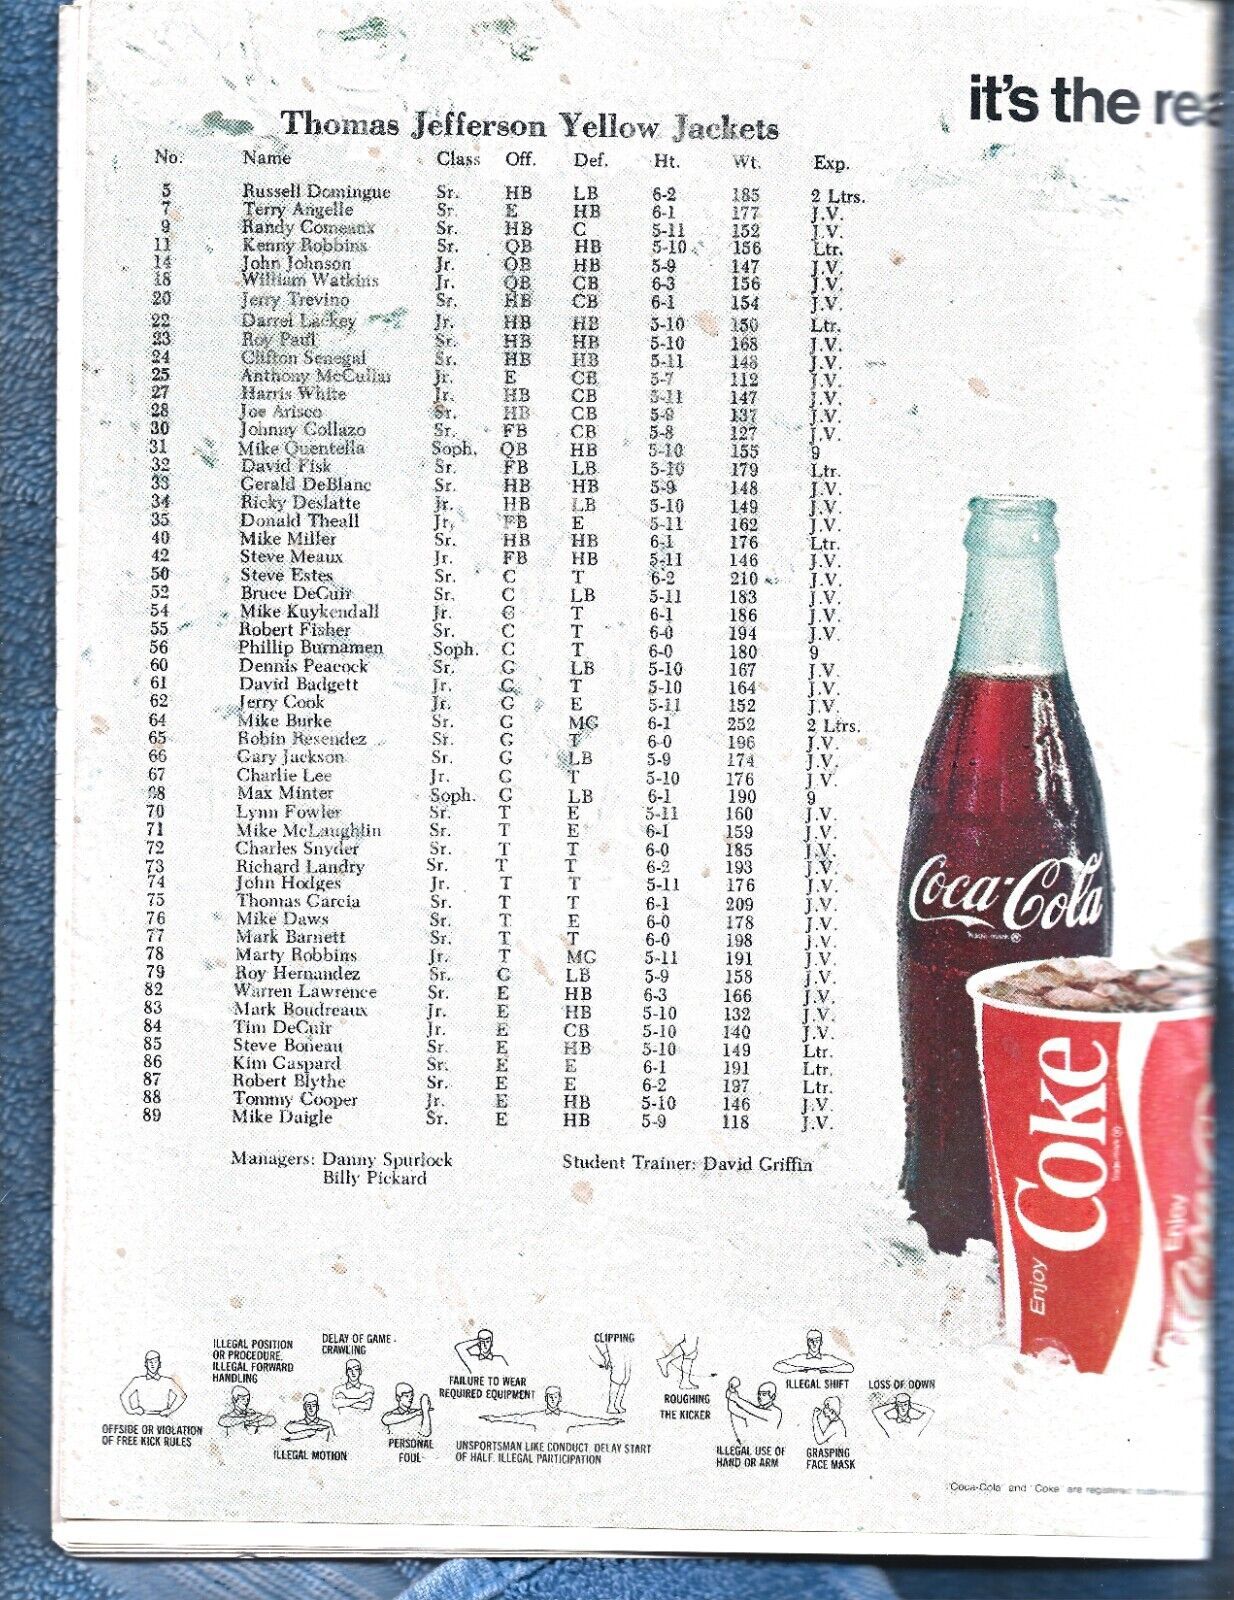 it's the rea
Thomas Jefferson Yellow Jackets
No. Name Class Off. Def. Ht. Wt. Exp.
5 Russell Domingue Sr. HB LB 6-2 185 2 Ltrs.
7 Terry Angelle Sr. E HB 6-1 177 J.V.
9 Randy Comeaux Sr. HB C 5-11 152 J.V.
11 Kenny Robbins Sr. QB HB 5-10 156 Ltr.
14 John Johnson Jr. QB HB 5-9 147 J.V.
18 William Watkins Jr. QB CB 6-3 156 J.V.
20 Jerry Trevino Sr. HB CB 6-1 154 J.V.
22 Darrel Lackey Jr. HB HB 5-10 150 Ltr.
23 Roy Paul Sr. HB HB 5-10 168 J.V.
24 Clifton Senegal Sr. HB HB 5-11 148 J.V.
25 Anthony McCullar Jr. E CB 5-7 112 J.V.
27 Harris White Jr. HB CB 5-11 147 J.V.
28 Joe Arisco Sr. HB CB 5-9 137 J.V.
30 Johnny Collazo Sr. FB CB 5-8 127 J.V.
31 Mike Quentella Soph. QB HB 5-10 155 9
32 David Fisk Sr. FB LB 5-10 179 Ltr.
33 Gerald DeBlanc Sr. HB HB 5-9 148 J.V.
34 Ricky Deslatte Jr. HB LB 5-10 149 J.V.
35 Donald Theall Jr. FB E 5-11 162 J.V.
40 Mike Miller Sr. HB HB 6-1 176 Ltr.
42 Steve Meaux Jr. FB HB 5-11 146 J.V.
50 Steve Estes Sr. C T 6-2 210 J.V.
52 Bruce DeCuir Sr. C LB 5-11 183 J.V.
54 Mike Kuykendall Jr. C T 6-1 186 J.V.
55 Robert Fisher Sr. C T 6-0 194 J.V.
56 Phillip Burnamen Soph. C T 6-0 180 9
60 Dennis Peacock Sr. G LB 5-10 167 J.V.
61 David Badgett Jr. G T 5-10 164 J.V.
62 Jerry Cook Jr. G E 5-11 152 J.V.
64 Mike Burke Sr. G MG 6-1 252 2 Ltrs.
65 Robin Resendez Sr. G T 6-0 196 J.V.
66 Gary Jackson Sr. G LB 5-9 174 J.V.
67 Charlie Lee Jr. G T 5-10 176 J.V.
68 Max Minter Soph. G LB 6-1 190 9
70 Lynn Fowler Sr. T E 5-11 160 J.V.
71 Mike McLaughlin Sr. T E 6-1 159 J.V.
72 Charles Snyder Sr. T T 6-0 185 J.V.
73 Richard Landry Sr. T T 6-2 193 J.V.
74 John Hodges Jr. T T 5-11 176 J.V.
75 Thomas Garcia Sr. T T 6-1 209 J.V.
76 Mike Daws Sr. T E 6-0 178 J.V.
77 Mark Barnett Sr. T T 6-0 198 J.V.
78 Marty Robbins Jr. T MG 5-11 191 J.V.
79 Roy Hernandez Sr. G LB 5-9 158 J.V.
82 Warren Lawrence Sr. E HB 6-3 166 J.V.
83 Mark Boudreaux Jr. E HB 5-10 132 J.V.
84 Tim DeCuir Jr. E CB 5-10 140 J.V.
85 Steve Boneau Sr. E HB 5-10 149 Ltr.
86 Kim Gaspard Sr. E E 6-1 191 Ltr.
87 Robert Blythe Sr. E E 6-2 197 Ltr.
88 Tommy Cooper Jr. E HB 5-10 146 J.V.
89 Mike Daigle Sr. E HB 5-9 118 J.V.
Managers: Danny Spurlock Student Trainer: David Griffin
Billy Pickard
Coca-Cola
Trade-mark ®
Enjoy
Coke
Trade-mark ®
Enjoy
OFFSIDE OR VIOLATION
OF FREE KICK RULES
ILLEGAL POSITION
OR PROCEDURE.
ILLEGAL FORWARD
HANDLING
ILLEGAL MOTION
DELAY OF GAME -
CRAWLING
PERSONAL
FOUL
FAILURE TO WEAR
REQUIRED EQUIPMENT
UNSPORTSMAN LIKE CONDUCT. DELAY START
OF HALF. ILLEGAL PARTICIPATION
CLIPPING
ROUGHING
THE KICKER
ILLEGAL USE OF
HAND OR ARM
ILLEGAL SHIFT
GRASPING
FACE MASK
LOSS OF DOWN
"Coca-Cola" and "Coke" are registered